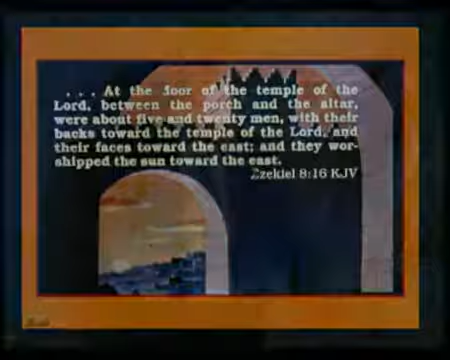 . . . At the door of the temple of the
Lord, between the porch and the altar,
were about five and twenty men, with their
backs toward the temple of the Lord, and
their faces toward the east; and they wor-
shipped the sun toward the east.
Ezekiel 8:16 KJV